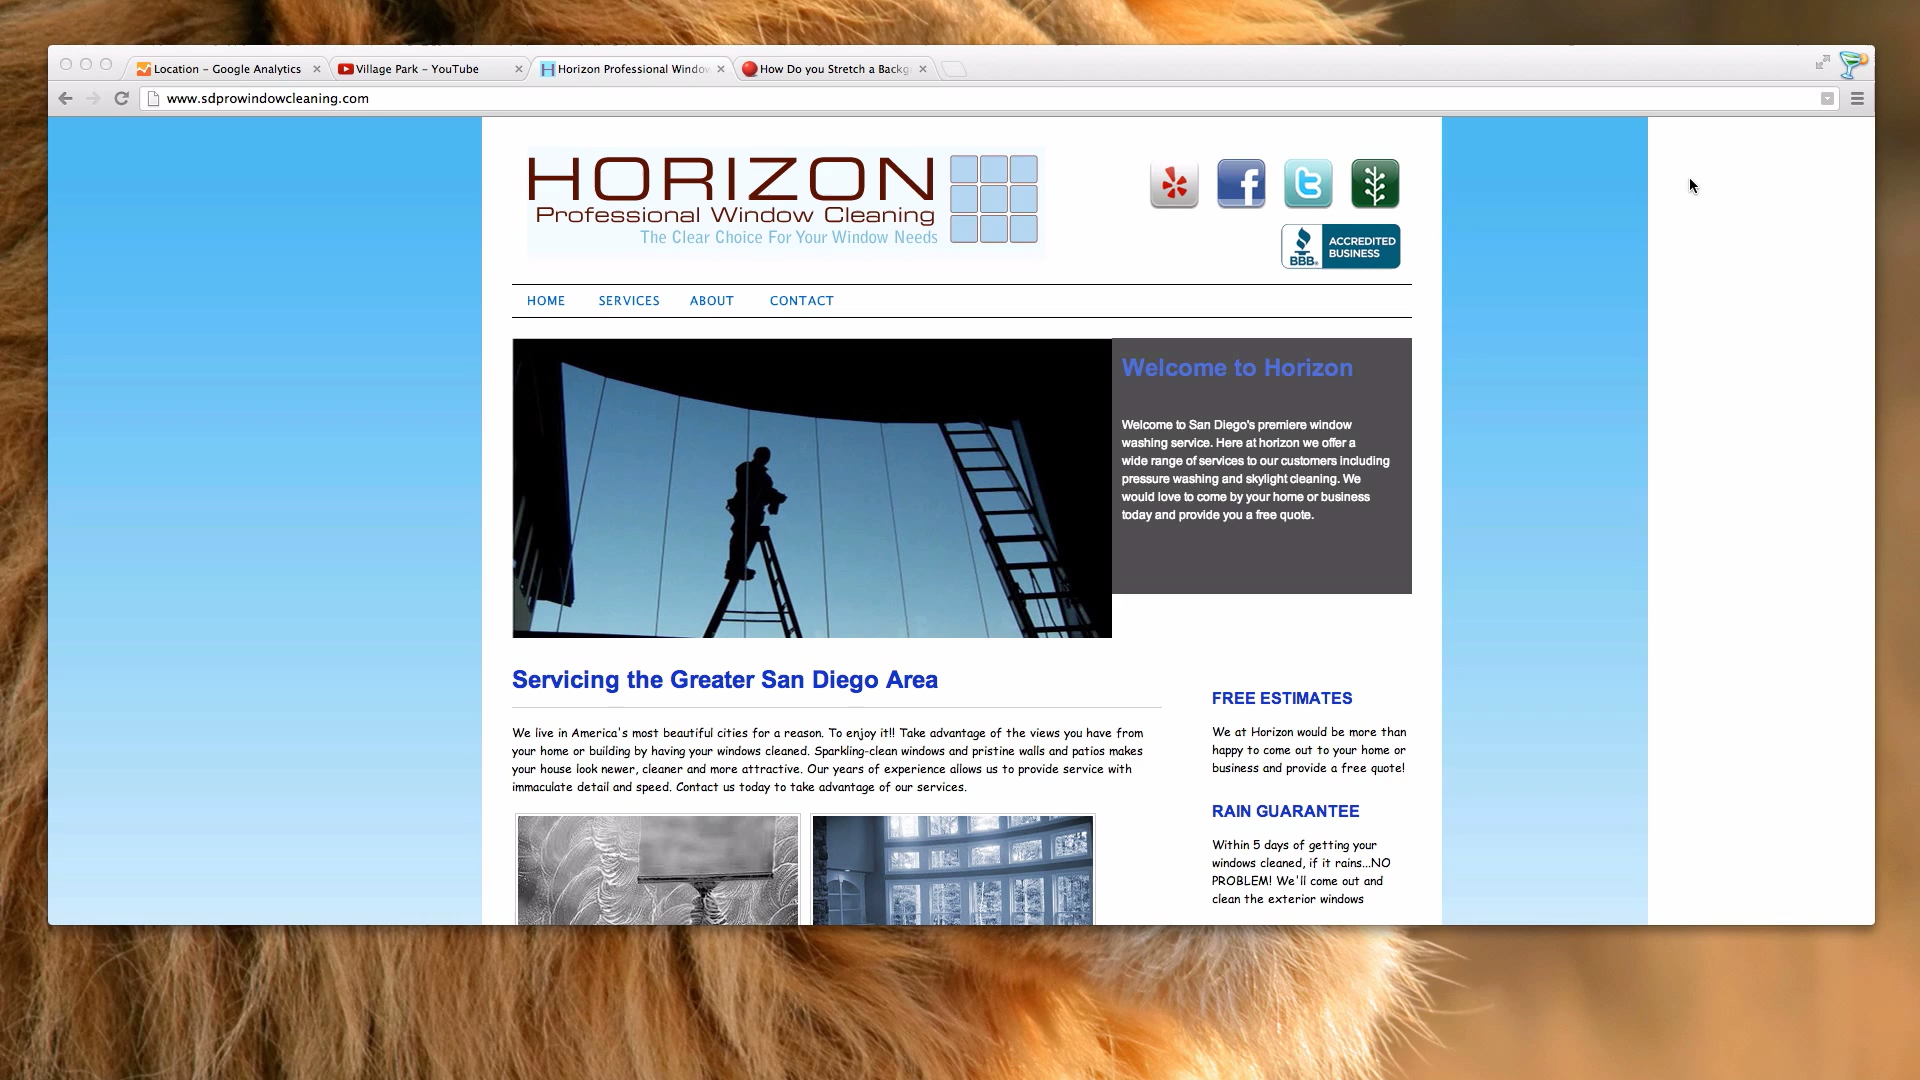 Location – Google Analytics
Village Park – YouTube
Horizon Professional Window
How Do you Stretch a Backg
www.sdprowindowcleaning.com
HORIZON
Professional Window Cleaning
The Clear Choice For Your Window Needs
BBB.
ACCREDITED
BUSINESS
HOME SERVICES ABOUT CONTACT
Welcome to Horizon
Welcome to San Diego's premiere window
washing service. Here at horizon we offer a
wide range of services to our customers including
pressure washing and skylight cleaning. We
would love to come by your home or business
today and provide you a free quote.
Servicing the Greater San Diego Area
We live in America's most beautiful cities for a reason. To enjoy it!! Take advantage of the views you have from
your home or building by having your windows cleaned. Sparkling-clean windows and pristine walls and patios makes
your house look newer, cleaner and more attractive. Our years of experience allows us to provide service with
immaculate detail and speed. Contact us today to take advantage of our services.
FREE ESTIMATES
We at Horizon would be more than
happy to come out to your home or
business and provide a free quote!
RAIN GUARANTEE
Within 5 days of getting your
windows cleaned, if it rains...NO
PROBLEM! We'll come out and
clean the exterior windows